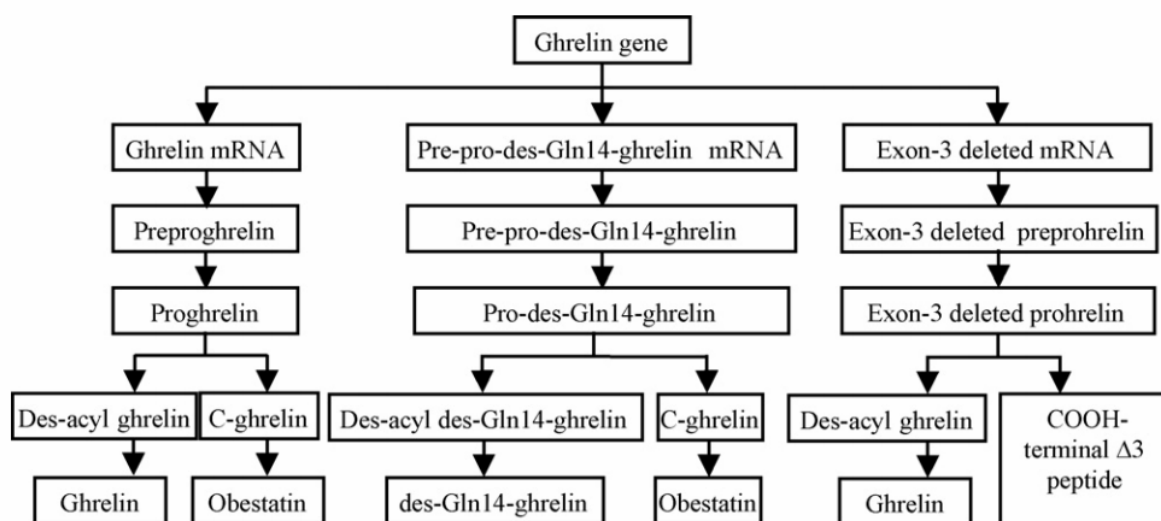 Ghrelin gene
Ghrelin mRNA
Pre-pro-des-Gln14-ghrelin mRNA
Exon-3 deleted mRNA
Preproghrelin
Pre-pro-des-Gln14-ghrelin
Exon-3 deleted preprohrelin
Proghrelin
Pro-des-Gln14-ghrelin
Exon-3 deleted prohrelin
Des-acyl ghrelin
C-ghrelin
Des-acyl des-Gln14-ghrelin
C-ghrelin
Des-acyl ghrelin
COOH-
terminal Δ3
peptide
Ghrelin
Obestatin
des-Gln14-ghrelin
Obestatin
Ghrelin